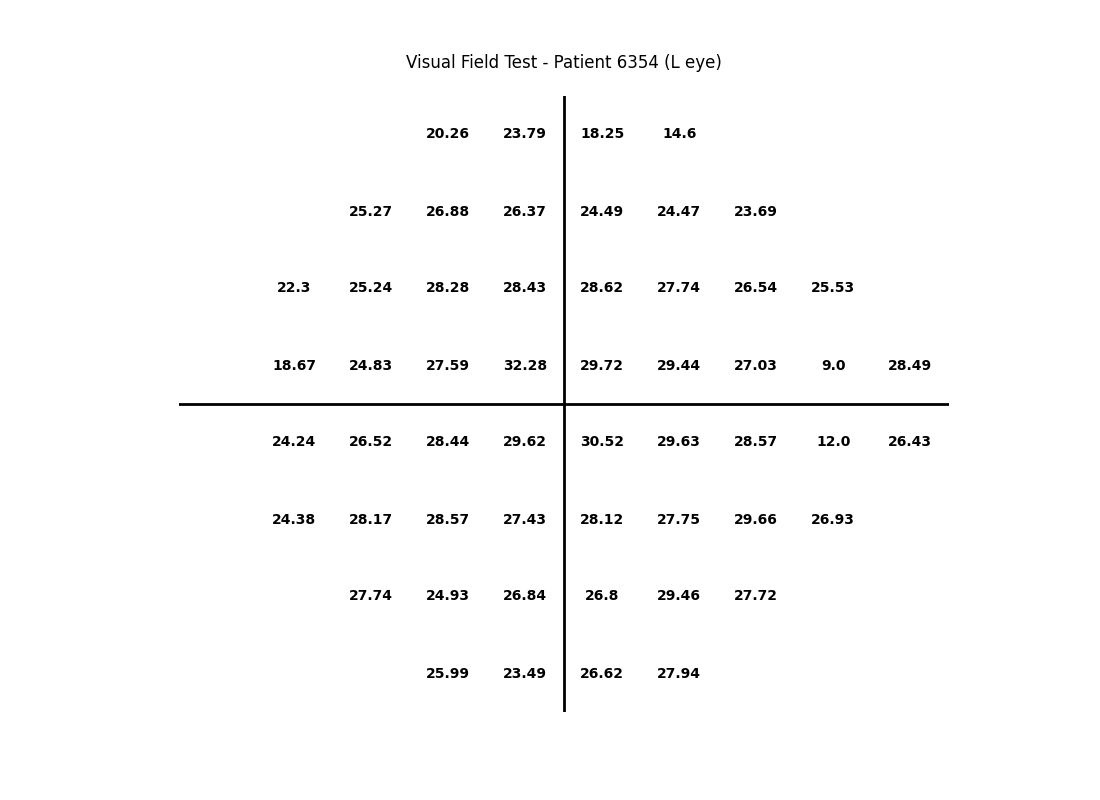 Visual Field Test - Patient 6354 (L eye)
20.26 23.79 18.25 14.6
25.27 26.88 26.37 24.49 24.47 23.69
22.3 25.24 28.28 28.43 28.62 27.74 26.54 25.53
18.67 24.83 27.59 32.28 29.72 29.44 27.03 9.0 28.49
24.24 26.52 28.44 29.62 30.52 29.63 28.57 12.0 26.43
24.38 28.17 28.57 27.43 28.12 27.75 29.66 26.93
27.74 24.93 26.84 26.8 29.46 27.72
25.99 23.49 26.62 27.94